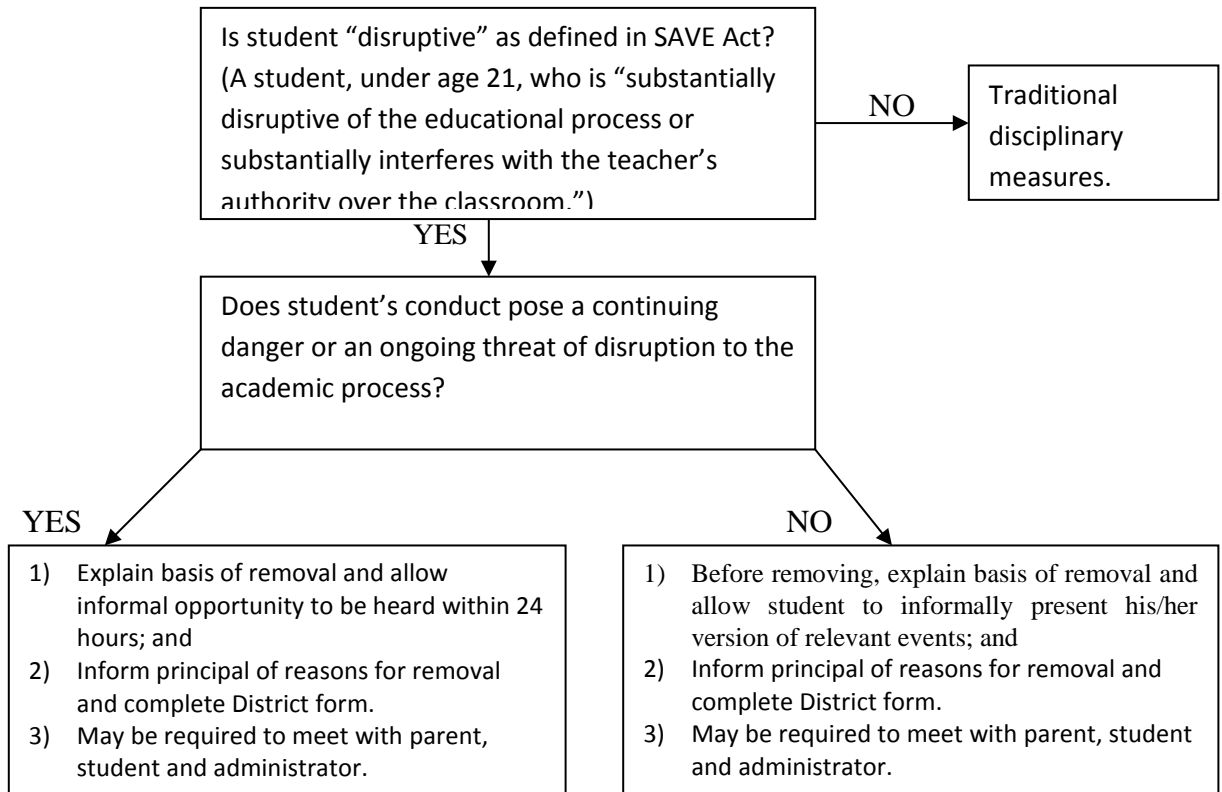 Is student “disruptive” as defined in SAVE Act?
(A student, under age 21, who is “substantially
disruptive of the educational process or
substantially interferes with the teacher’s
authority over the classroom.”)
NO
Traditional
disciplinary
measures.
YES
Does student’s conduct pose a continuing
danger or an ongoing threat of disruption to the
academic process?
YES
1) Explain basis of removal and allow
informal opportunity to be heard within 24
hours; and
2) Inform principal of reasons for removal
and complete District form.
3) May be required to meet with parent,
student and administrator.
NO
1) Before removing, explain basis of removal and
allow student to informally present his/her
version of relevant events; and
2) Inform principal of reasons for removal and
complete District form.
3) May be required to meet with parent, student
and administrator.